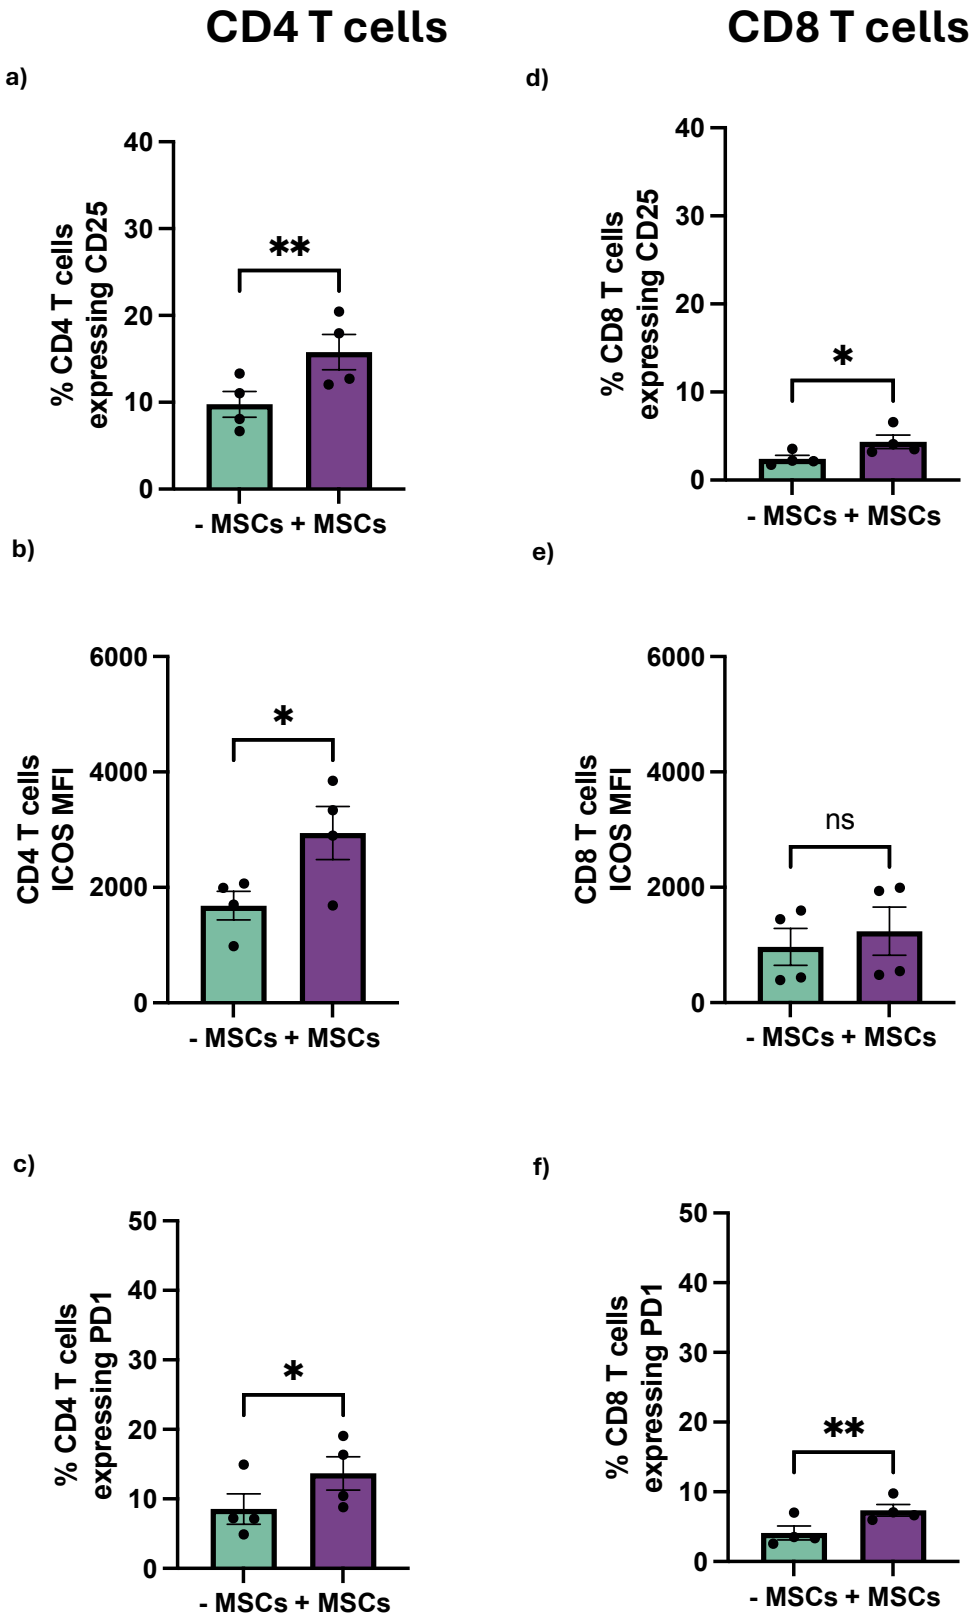 CD4 T cells
CD8 T cells
a)
40
30
20
10
0
% CD4 T cells
expressing CD25
**
- MSCs + MSCs
d)
40
30
20
10
0
% CD8 T cells
expressing CD25
*
- MSCs + MSCs
b)
6000
4000
2000
0
CD4 T cells
ICOS MFI
*
- MSCs + MSCs
e)
6000
4000
2000
0
CD8 T cells
ICOS MFI
ns
- MSCs + MSCs
c)
50
40
30
20
10
0
% CD4 T cells
expressing PD1
*
- MSCs + MSCs
f)
50
40
30
20
10
0
% CD8 T cells
expressing PD1
**
- MSCs + MSCs